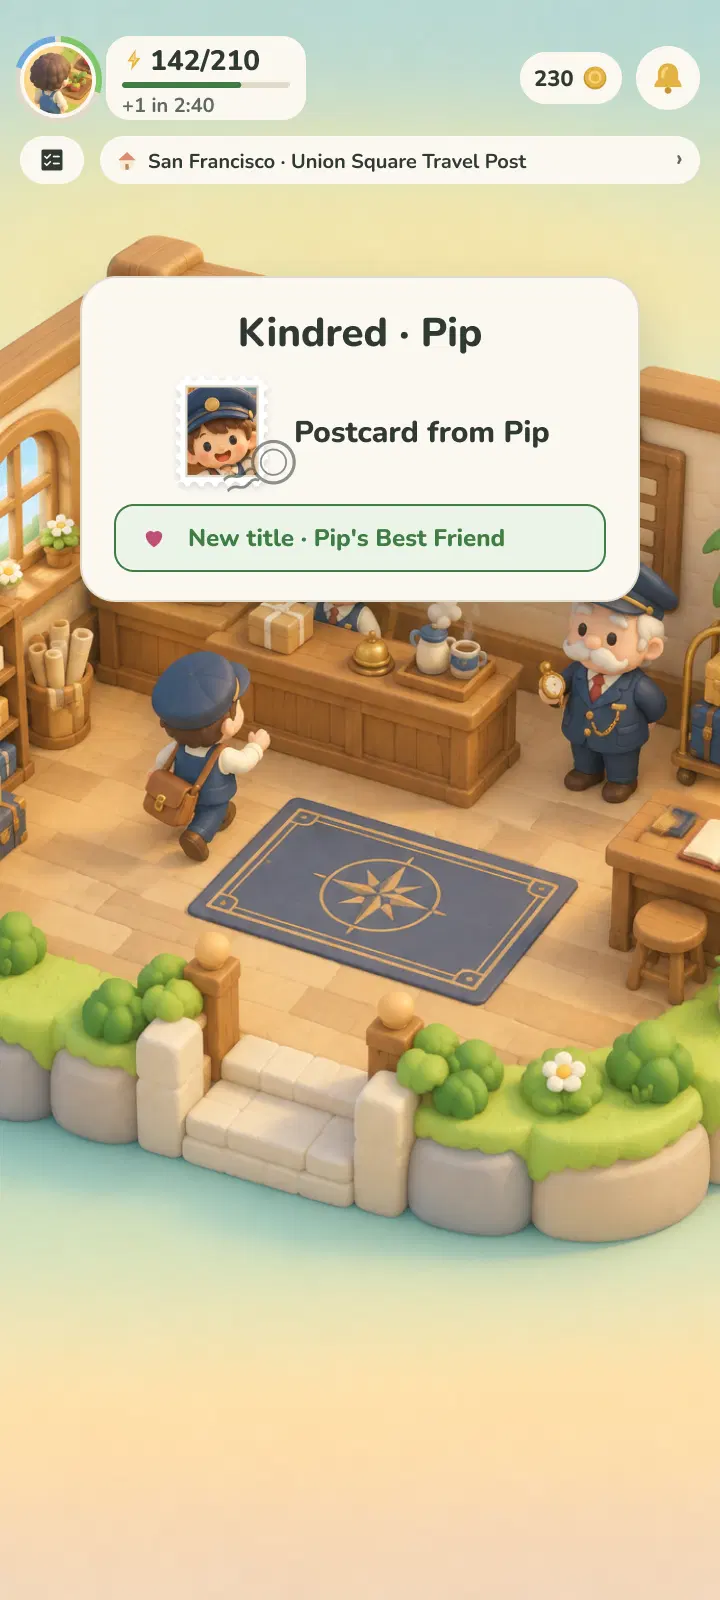 142/210
+1 in 2:40
230
San Francisco · Union Square Travel Post
Kindred · Pip
Postcard from Pip
New title · Pip's Best Friend